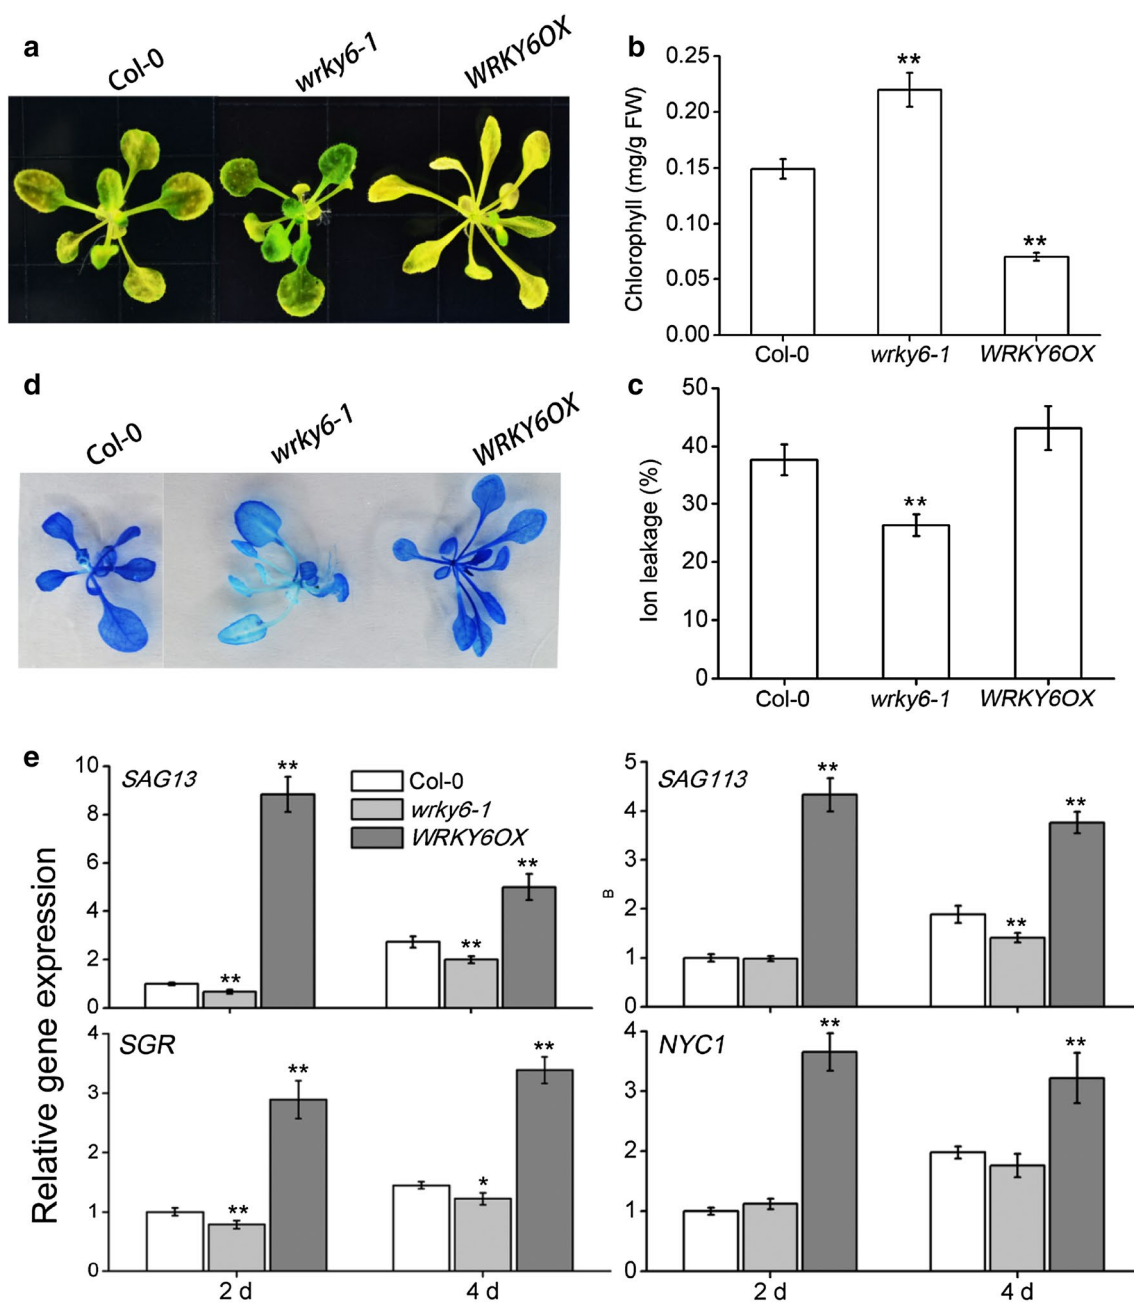 a
Col-0
wrky6-1
WRKY6OX
b
Chlorophyll (mg/g FW)
0.25
0.20
0.15
0.10
0.05
0.00
**
**
Col-0
wrky6-1
WRKY6OX
d
Col-0
wrky6-1
WRKY6OX
c
Ion leakage (%)
50
40
30
20
10
0
**
Col-0
wrky6-1
WRKY6OX
e
Relative gene expression
SAG13
10
8
6
4
2
0
**
**
**
**
Col-0
wrky6-1
WRKY6OX
SAG113
B
5
4
3
2
1
0
**
**
**
SGR
4
3
2
1
0
**
**
*
**
2 d
4 d
NYC1
4
3
2
1
0
**
**
2 d
4 d